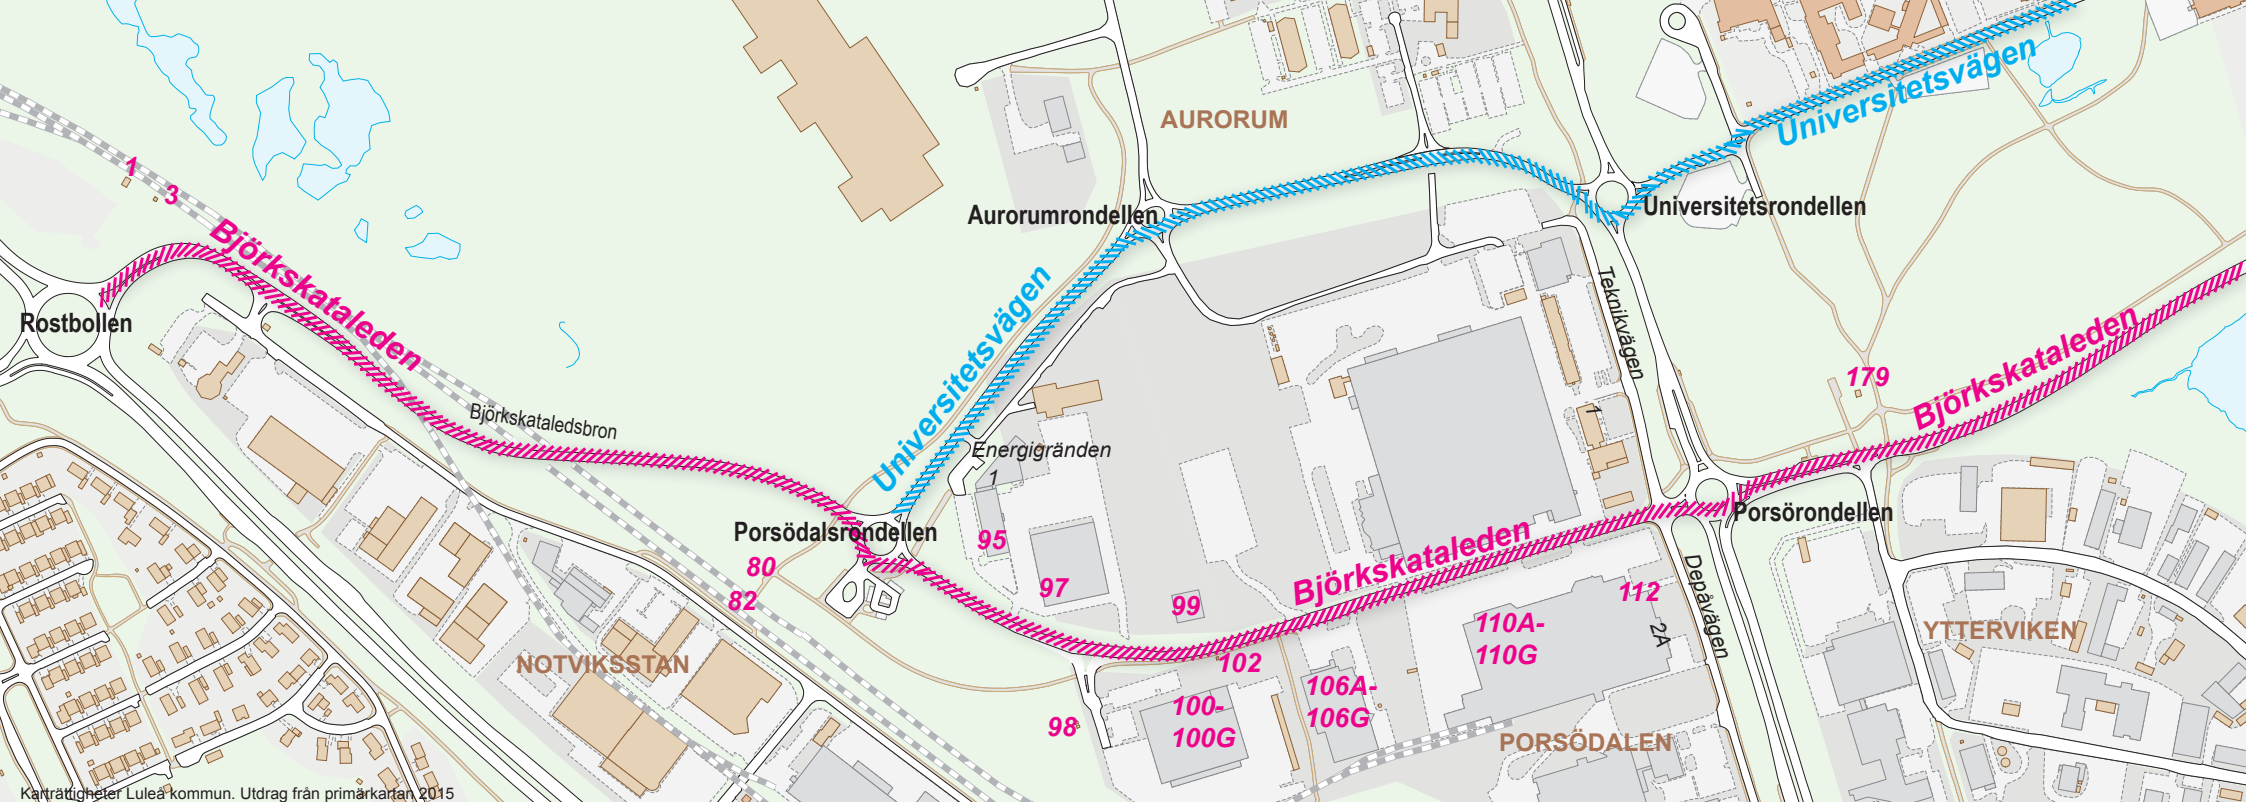 Universitetsvägen
Universitetsvägen
AURORUM
1
3
Björkskataleden
Aurorumrondellen
Universitetsrondellen
Rostbollen
Universitetsvägen
Teknikvägen
Björkskataleden
179
Björkskataledsbron
1
Energigränden
1
Porsödalsrondellen
95
Porsörondellen
Björkskataleden
80
82
97
99
112
Depåvägen
2A
110A-
110G
YTTERVIKEN
NOTVIKSSTAN
102
106A-
106G
100-
100G
98
PORSÖDALEN
Karträttigheter Luleå kommun. Utdrag från primärkartan 2015